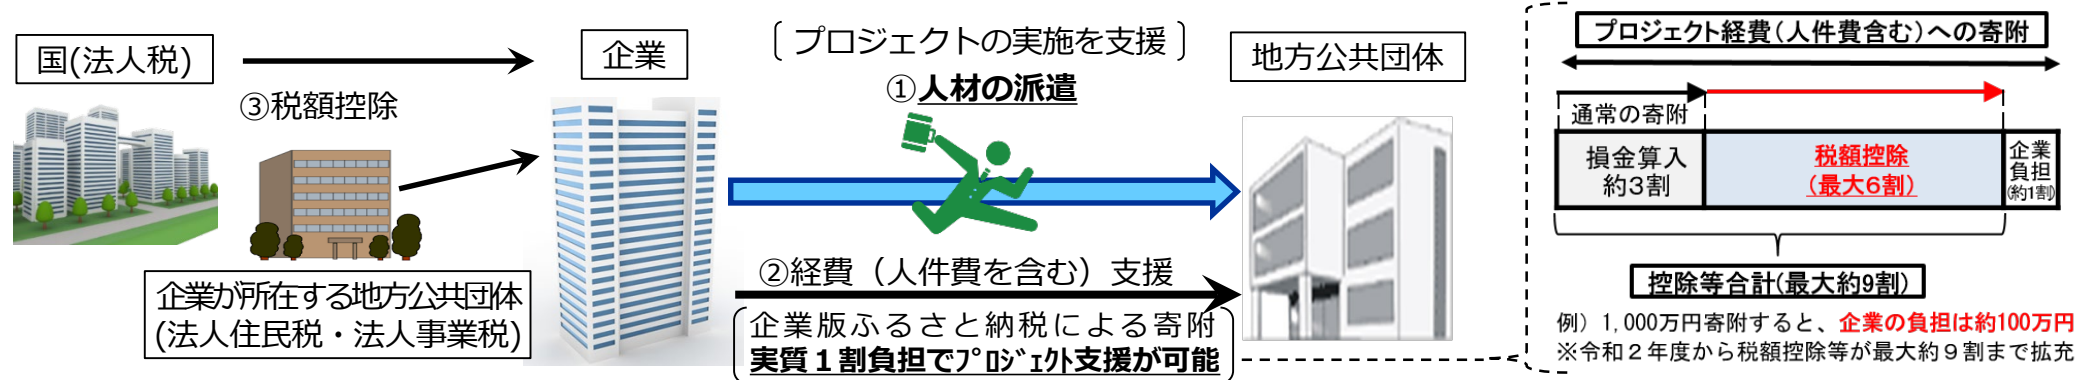 国(法人税)
③税額控除
企業が所在する地方公共団体
(法人住民税・法人事業税)
企業
〔プロジェクトの実施を支援〕
①人材の派遣
②経費（人件費を含む）支援
企業版ふるさと納税による寄附
実質１割負担でﾌﾟﾛｼﾞｪｸﾄ支援が可能
地方公共団体
プロジェクト経費(人件費含む)への寄附
通常の寄附
損金算入
約３割
税額控除
(最大６割)
企業
負担
(約1割)
控除等合計(最大約9割)
例）1,000万円寄附すると、企業の負担は約100万円
※令和２年度から税額控除等が最大約９割まで拡充